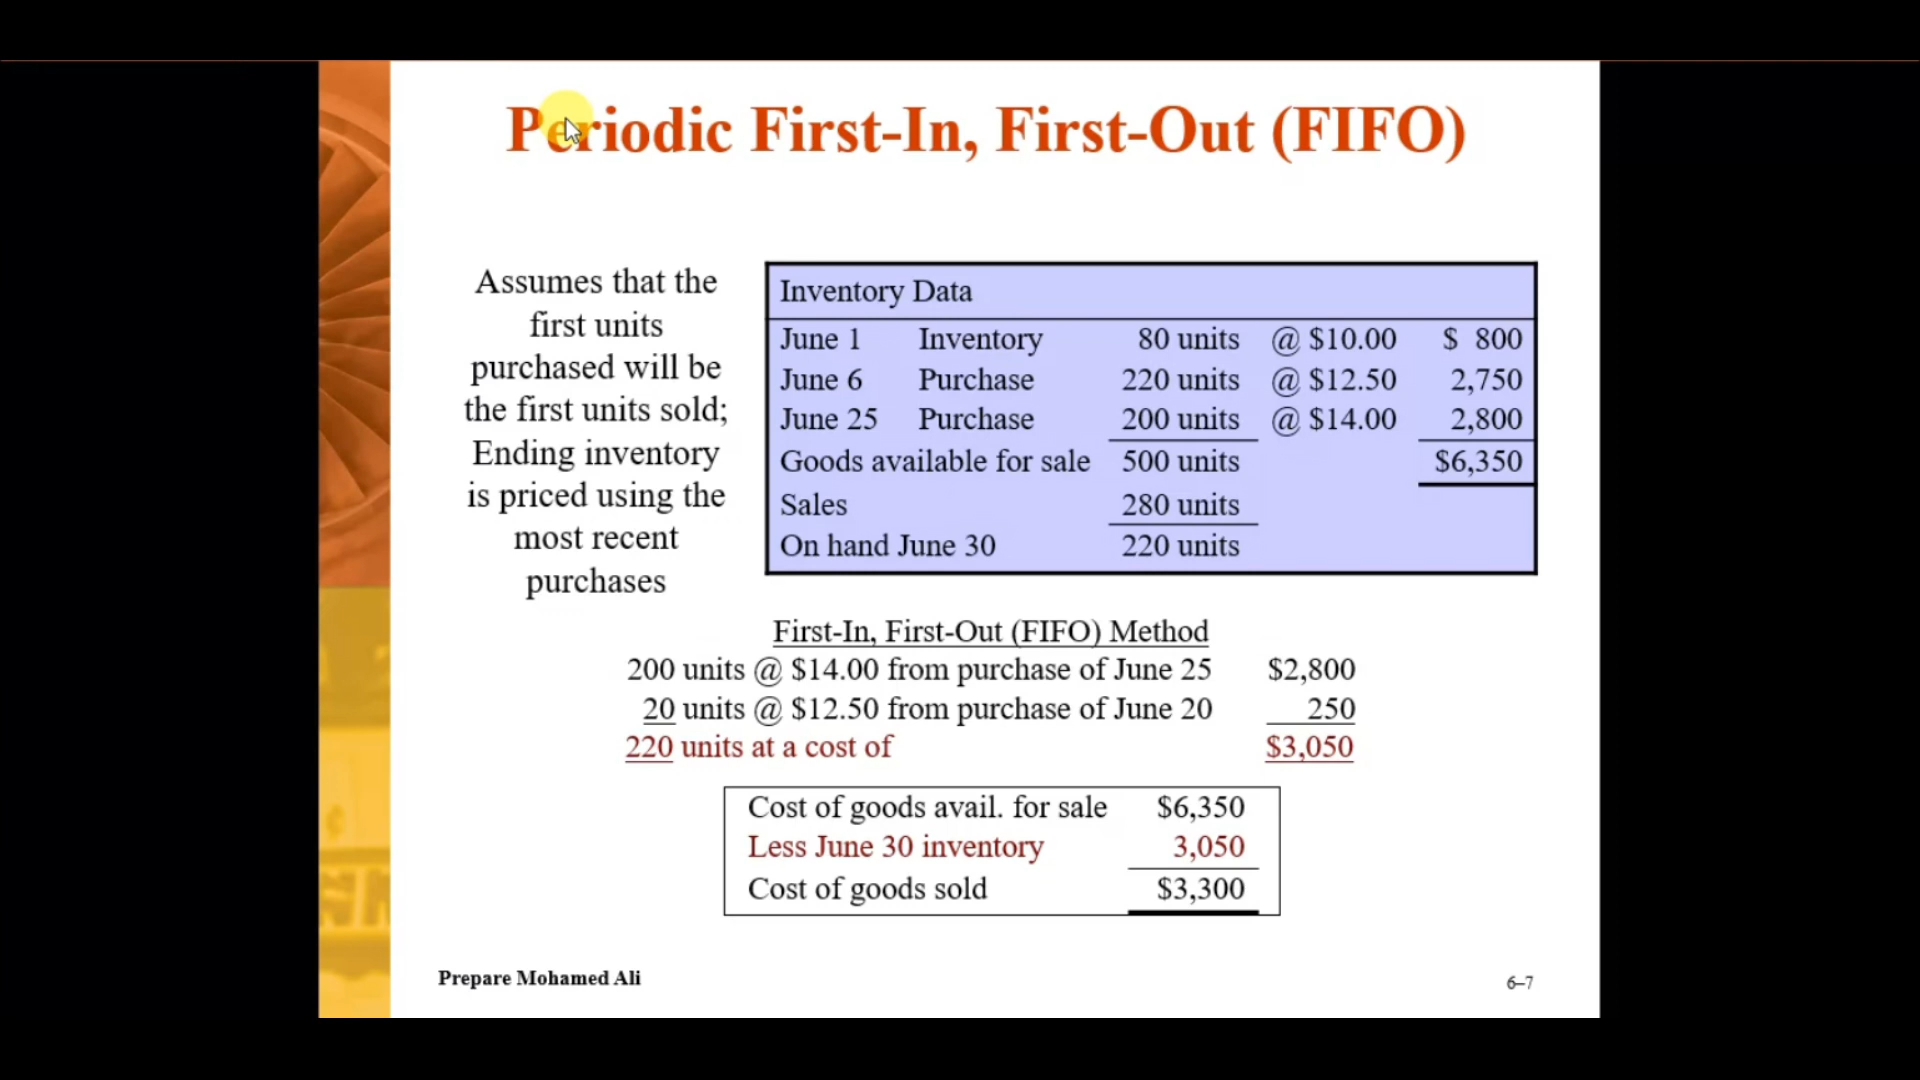 Periodic First-In, First-Out (FIFO)
Assumes that the
first units
purchased will be
the first units sold;
Ending inventory
is priced using the
most recent
purchases
Inventory Data
June 1 Inventory 80 units @ $10.00 $ 800
June 6 Purchase 220 units @ $12.50 2,750
June 25 Purchase 200 units @ $14.00 2,800
Goods available for sale 500 units $6,350
Sales 280 units
On hand June 30 220 units
First-In, First-Out (FIFO) Method
200 units @ $14.00 from purchase of June 25 $2,800
20 units @ $12.50 from purchase of June 20 250
220 units at a cost of $3,050
Cost of goods avail. for sale $6,350
Less June 30 inventory 3,050
Cost of goods sold $3,300
Prepare Mohamed Ali
6–7